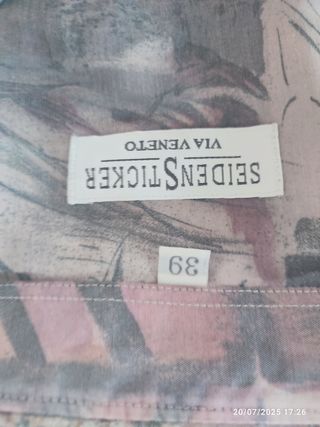 SEIDENSTICKER
VIA VENETO
39
20/07/2025 17:26